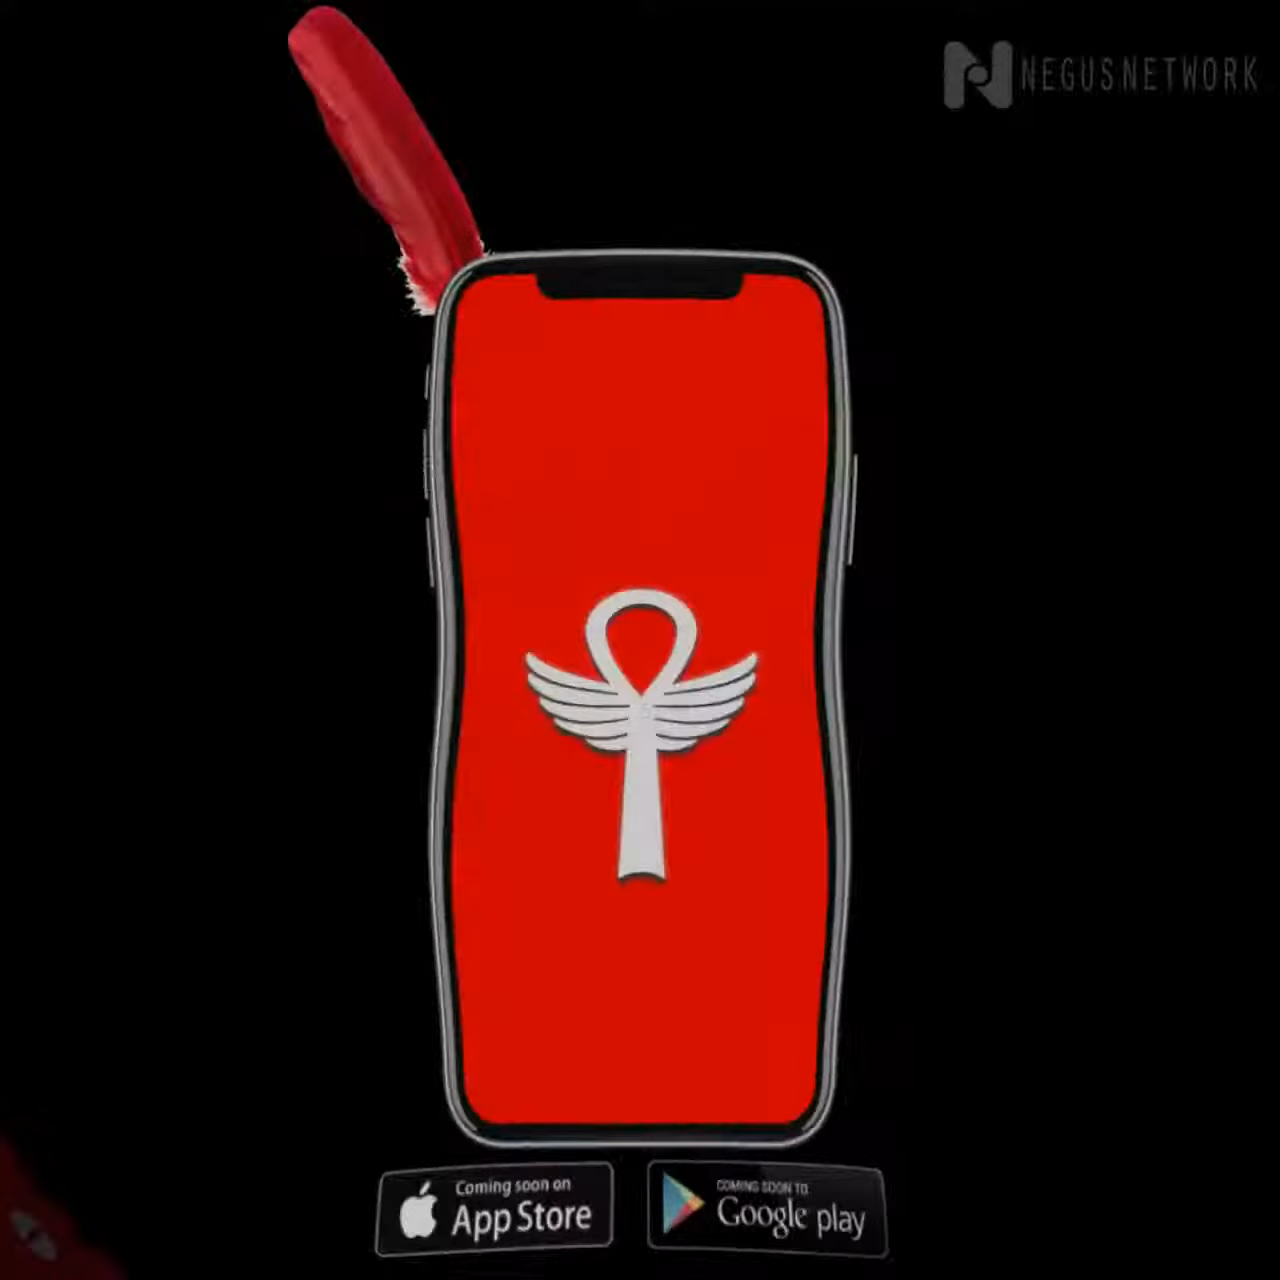 NEGUSNETWORK
Coming soon on
App Store
COMING SOON TO
Google play